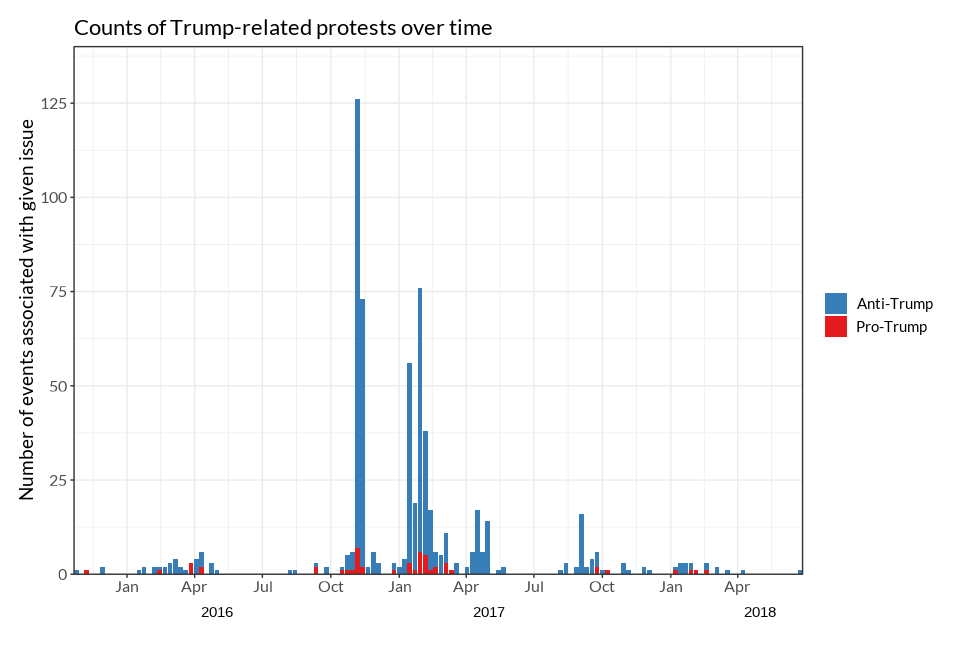 Counts of Trump-related protests over time
Number of events associated with given issue
125
100
75
50
25
0
Jan Apr Jul Oct Jan Apr Jul Oct Jan Apr
2016 2017 2018
Anti-Trump
Pro-Trump